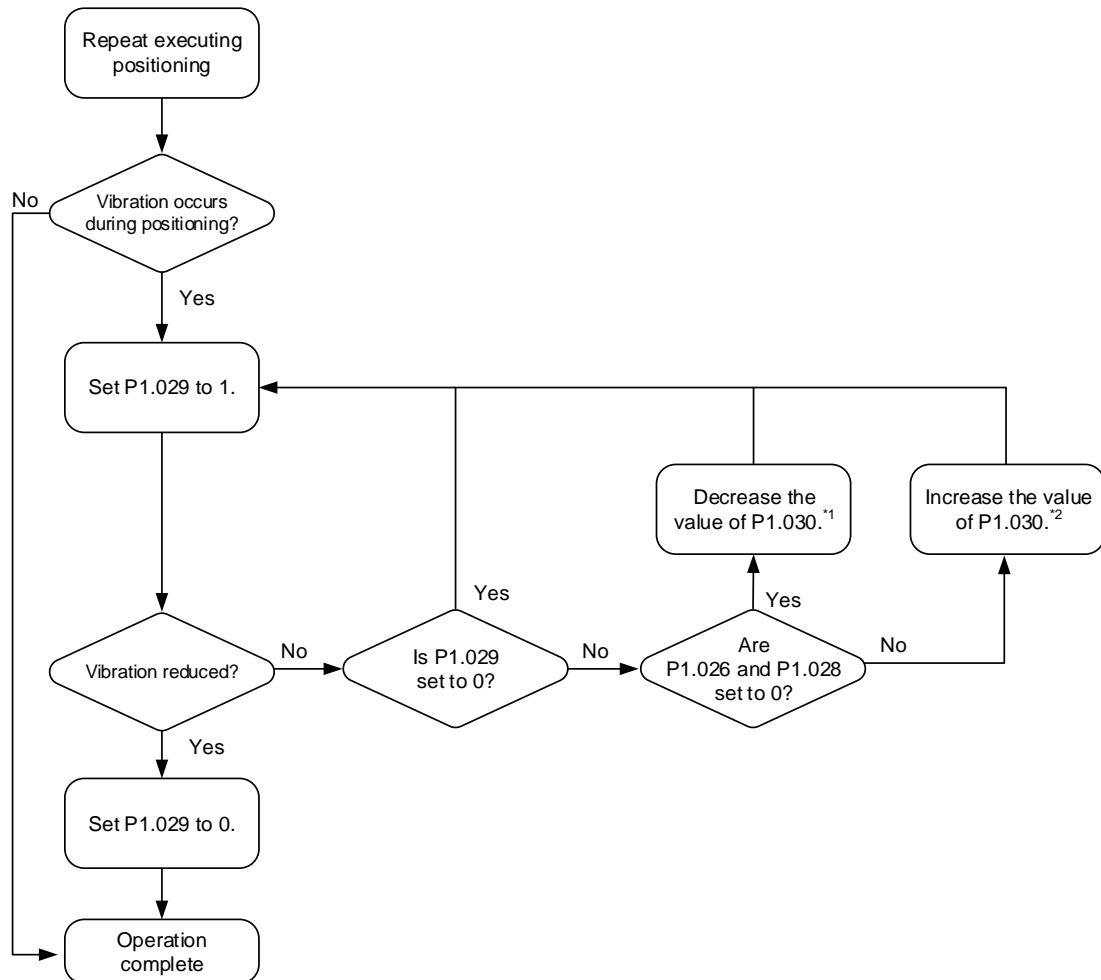 Repeat executing
positioning
No
Vibration occurs
during positioning?
Yes
Set P1.029 to 1.
Decrease the
value of P1.030.*1
Increase the value
of P1.030.*2
Yes
Yes
Vibration reduced?
No
Is P1.029
set to 0?
No
Are
P1.026 and P1.028
set to 0?
No
Yes
Set P1.029 to 0.
Operation
complete